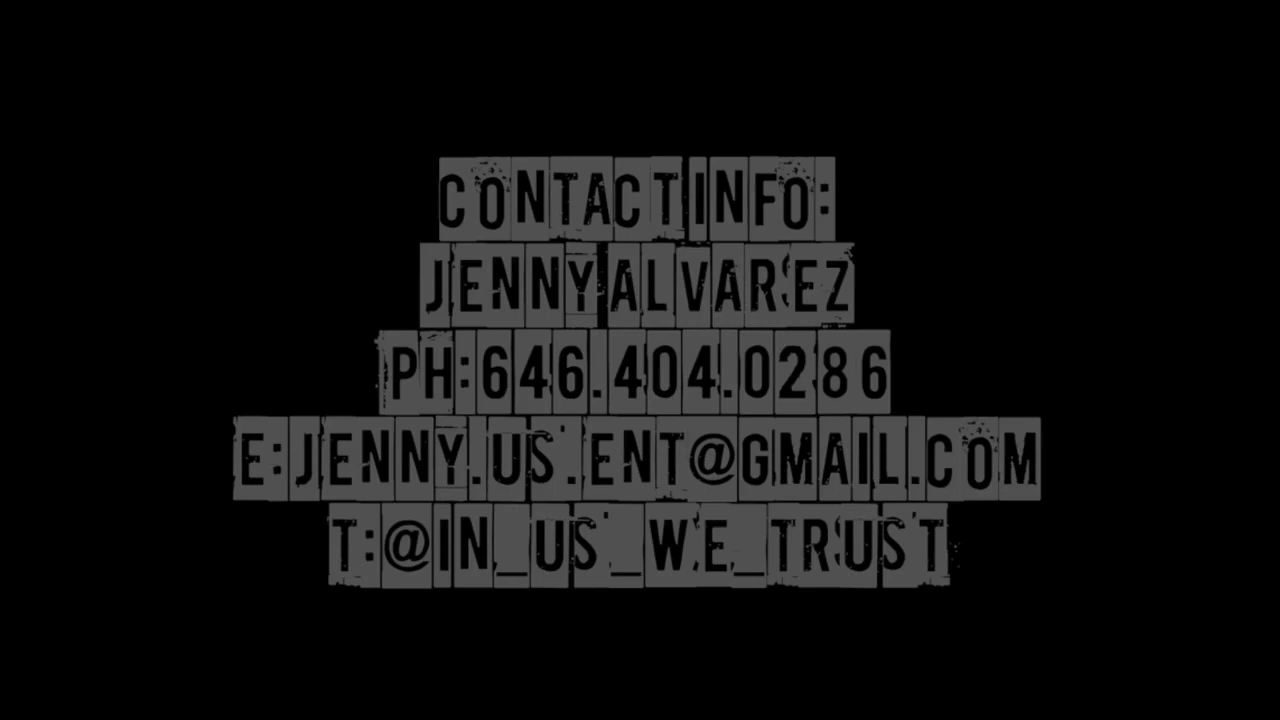 CONTACT INFO:
JENNY ALVAREZ
PH:646.404.0286
E:JENNY.US.ENT@GMAIL.COM
T:@IN_US_WE_TRUST